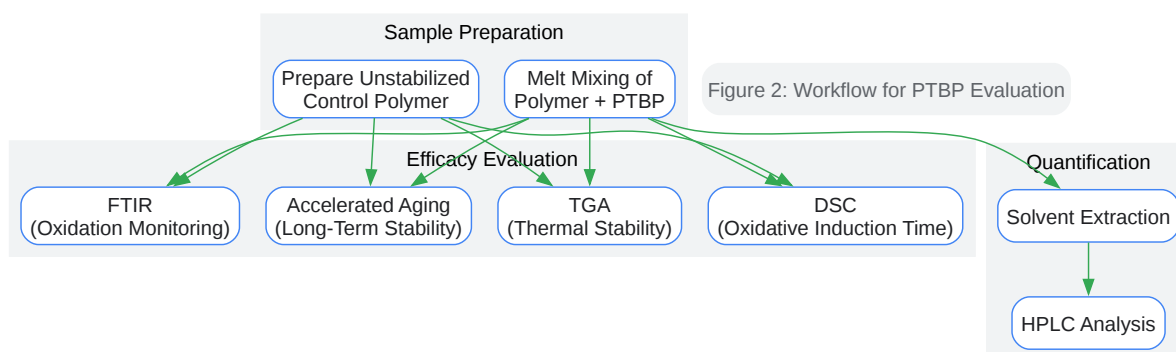 Sample Preparation
Prepare Unstabilized
Control Polymer
Melt Mixing of
Polymer + PTBP
Figure 2: Workflow for PTBP Evaluation
Efficacy Evaluation
FTIR
(Oxidation Monitoring)
Accelerated Aging
(Long-Term Stability)
TGA
(Thermal Stability)
DSC
(Oxidative Induction Time)
Quantification
Solvent Extraction
HPLC Analysis